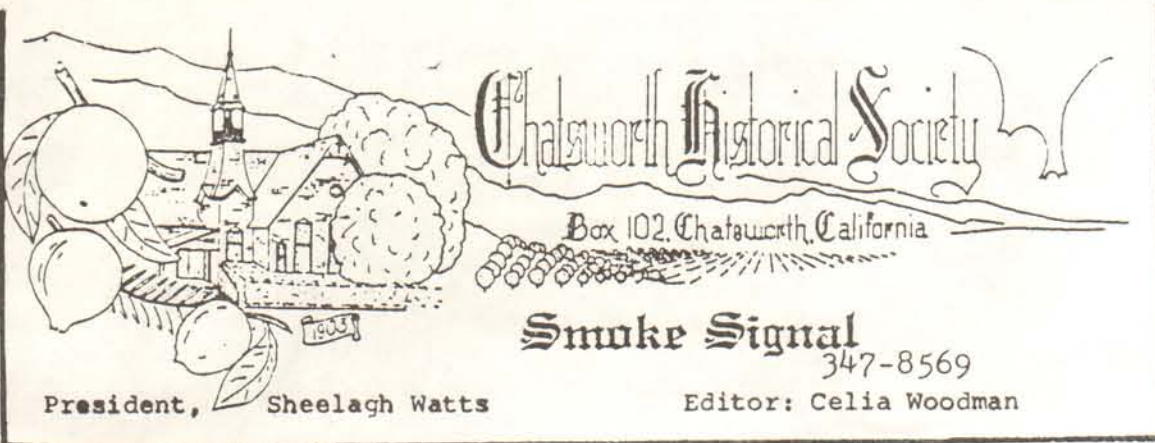 Chatsworth Historical Society
Box 102, Chatsworth, California
1903
Smoke Signal
347-8569
President, Sheelagh Watts
Editor: Celia Woodman